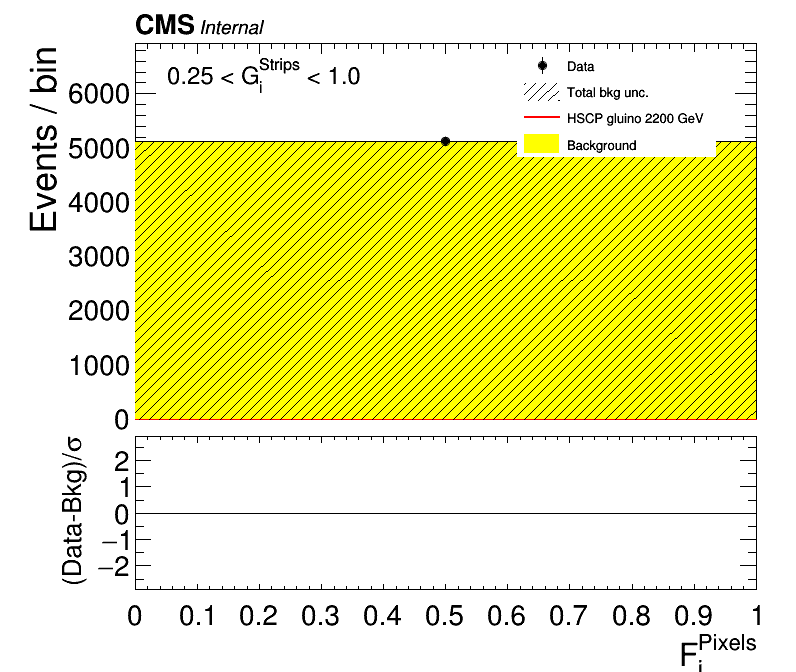 CMS Internal
0.25 < G_i^Strips < 1.0
Data
Total bkg unc.
HSCP gluino 2200 GeV
Background
Events / bin
6000
5000
4000
3000
2000
1000
0
(Data-Bkg)/σ
2
1
0
−1
−2
0 0.1 0.2 0.3 0.4 0.5 0.6 0.7 0.8 0.9 1
F_i^Pixels